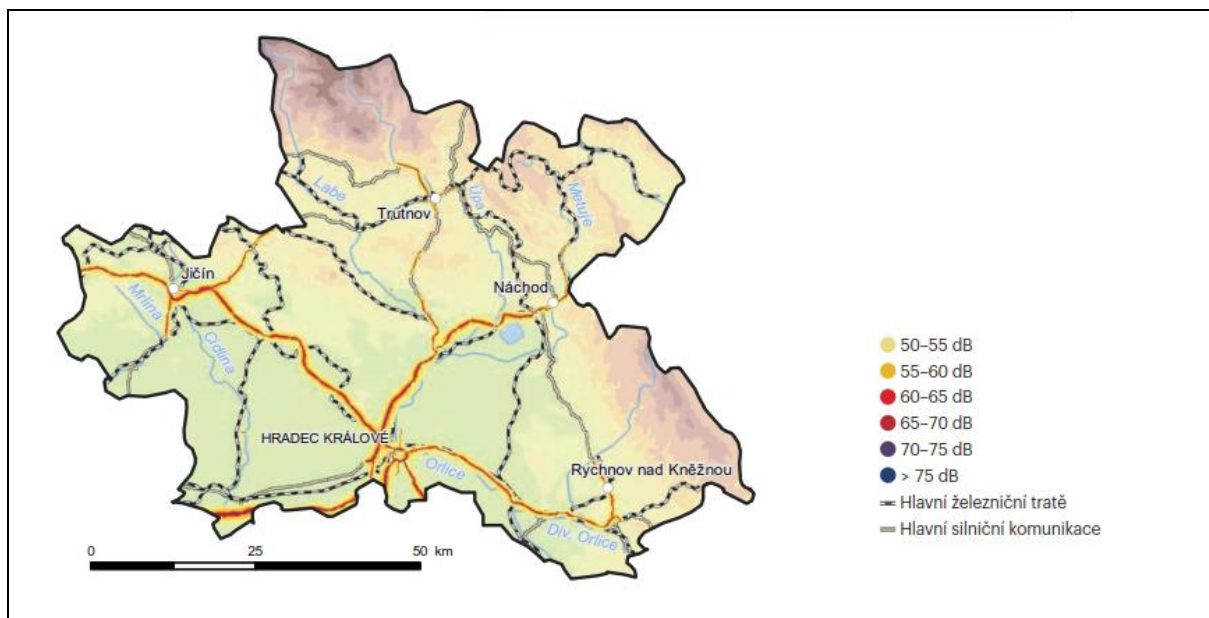 Labe
Trutnov
Úpa
Metuje
Jičín
Náchod
Mrlina
Cidlina
HRADEC KRÁLOVÉ
Orlice
Rychnov nad Kněžnou
Div. Orlice
0 25 50 km
50–55 dB
55–60 dB
60–65 dB
65–70 dB
70–75 dB
> 75 dB
Hlavní železniční tratě
Hlavní silniční komunikace